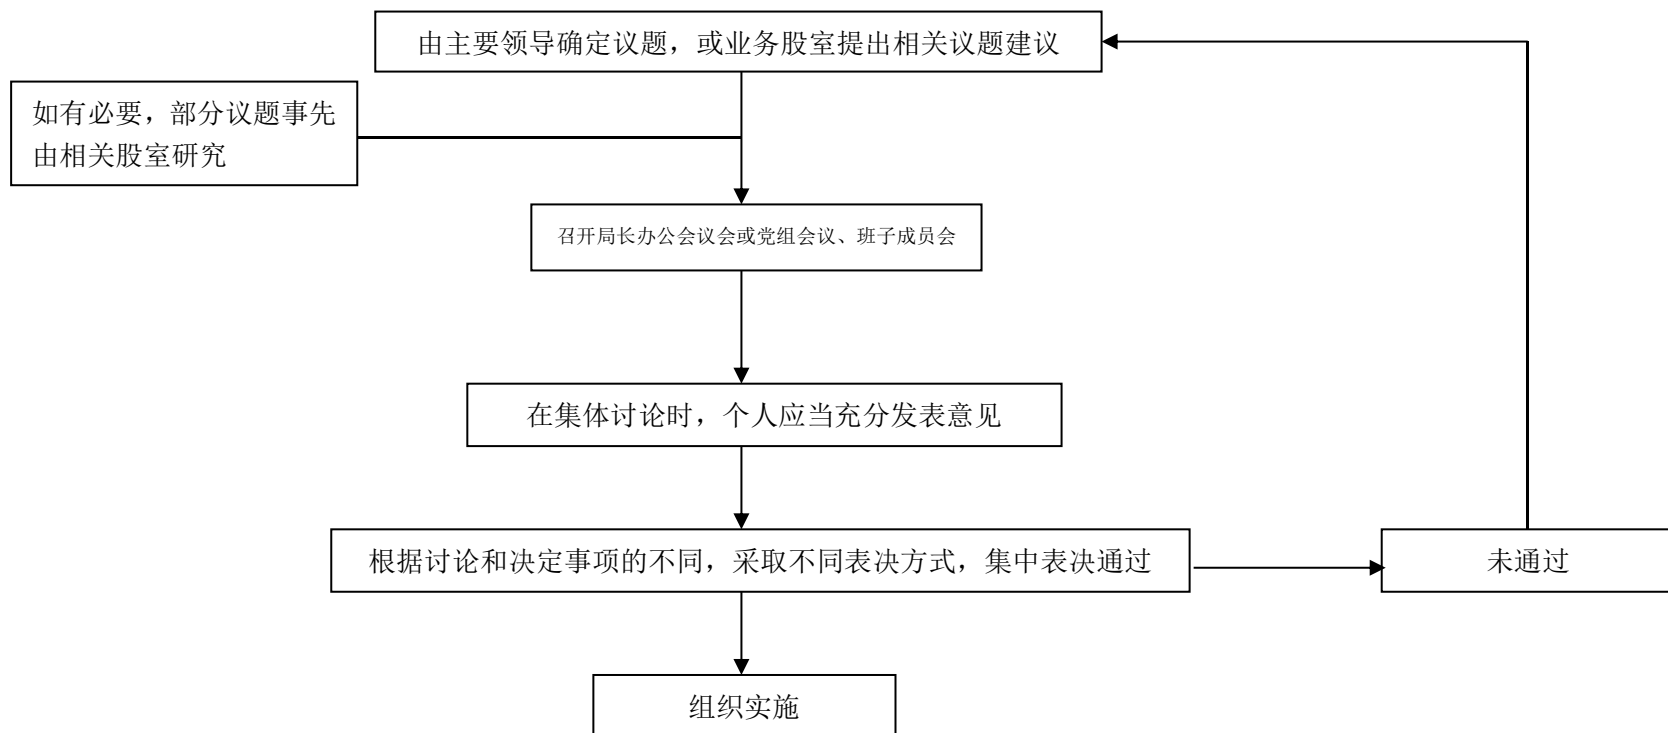 由主要领导确定议题，或业务股室提出相关议题建议
如有必要，部分议题事先
由相关股室研究
召开局长办公会议会或党组会议、班子成员会
在集体讨论时，个人应当充分发表意见
根据讨论和决定事项的不同，采取不同表决方式，集中表决通过
未通过
组织实施